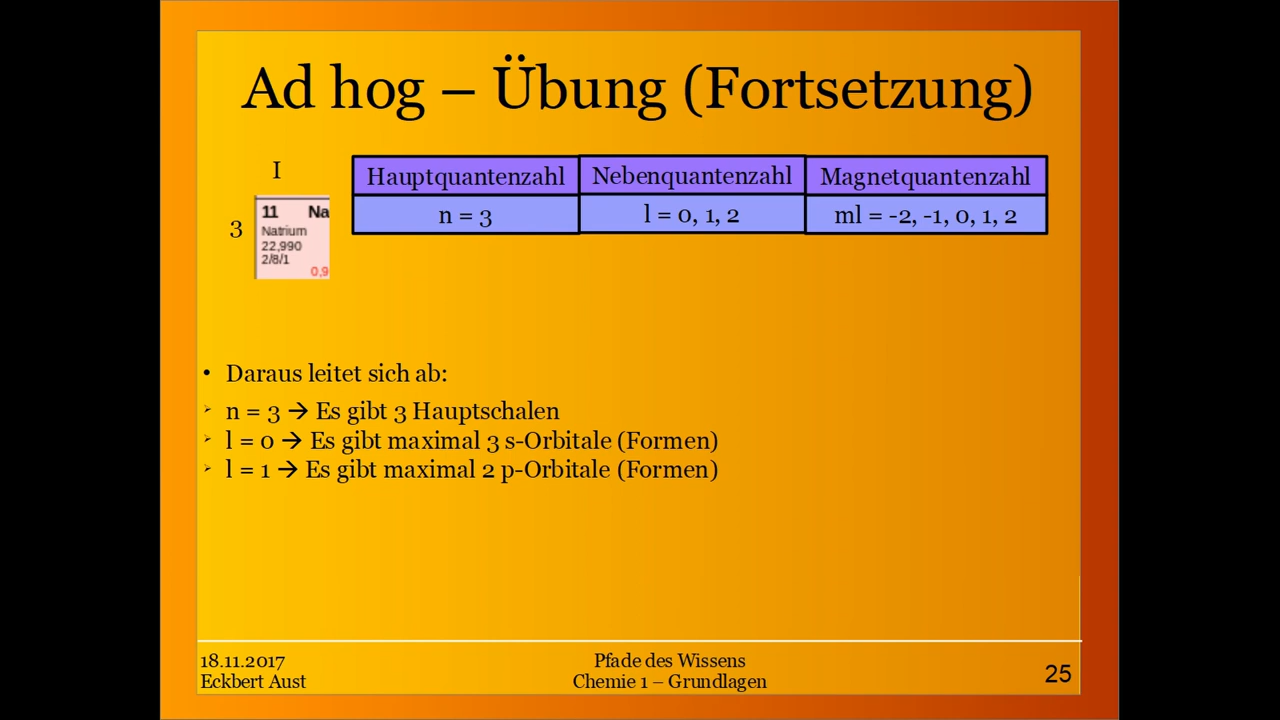 Ad hog – Übung (Fortsetzung)
I
Hauptquantenzahl Nebenquantenzahl Magnetquantenzahl
n = 3 l = 0, 1, 2 ml = -2, -1, 0, 1, 2
3
11 Na
Natrium
22,990
2/8/1
0,9
• Daraus leitet sich ab:
➢ n = 3 → Es gibt 3 Hauptschalen
➢ l = 0 → Es gibt maximal 3 s-Orbitale (Formen)
➢ l = 1 → Es gibt maximal 2 p-Orbitale (Formen)
18.11.2017
Eckbert Aust
Pfade des Wissens
Chemie 1 – Grundlagen
25